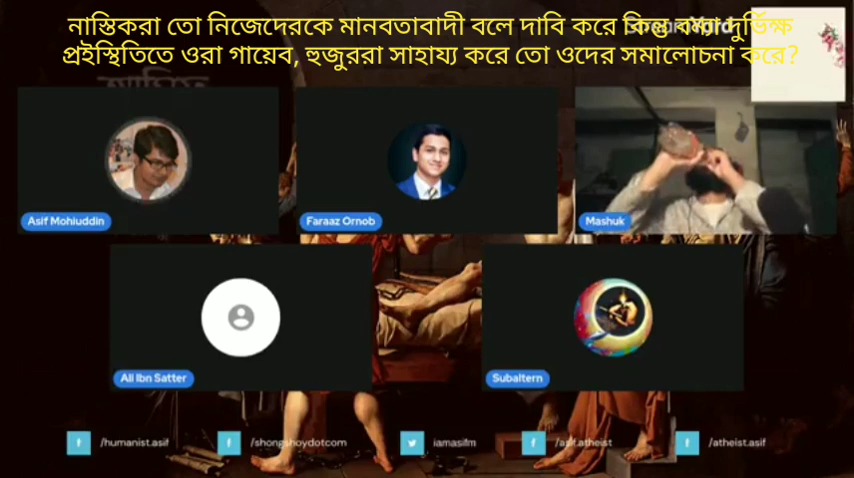 নাস্তিকরা তো নিজেদেরকে মানবতাবাদী বলে দাবি করে কিন্তু বন্যা দুর্ভিক্ষ
প্রইস্থিতিতে ওরা গায়েব, হুজুররা সাহায্য করে তো ওদের সমালোচনা করে?
StreamYard
Asif Mohiuddin
Faraaz Ornob
Mashuk
Ali Ibn Satter
Subaltern
/humanist.asif
/shongshoydotcom
iamasifm
/asif.atheist
/atheist.asif